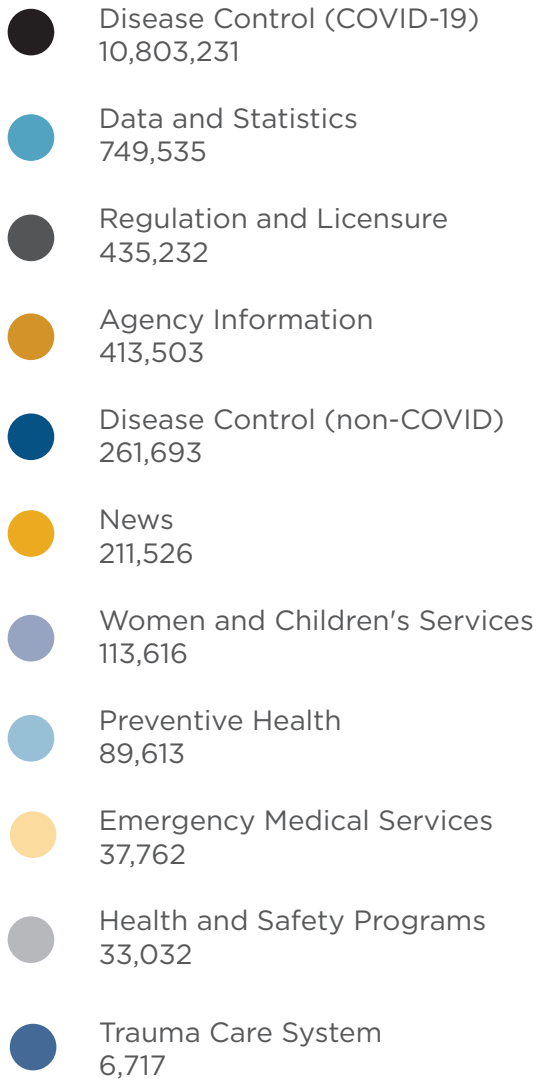 Disease Control (COVID-19)
10,803,231
Data and Statistics
749,535
Regulation and Licensure
435,232
Agency Information
413,503
Disease Control (non-COVID)
261,693
News
211,526
Women and Children's Services
113,616
Preventive Health
89,613
Emergency Medical Services
37,762
Health and Safety Programs
33,032
Trauma Care System
6,717